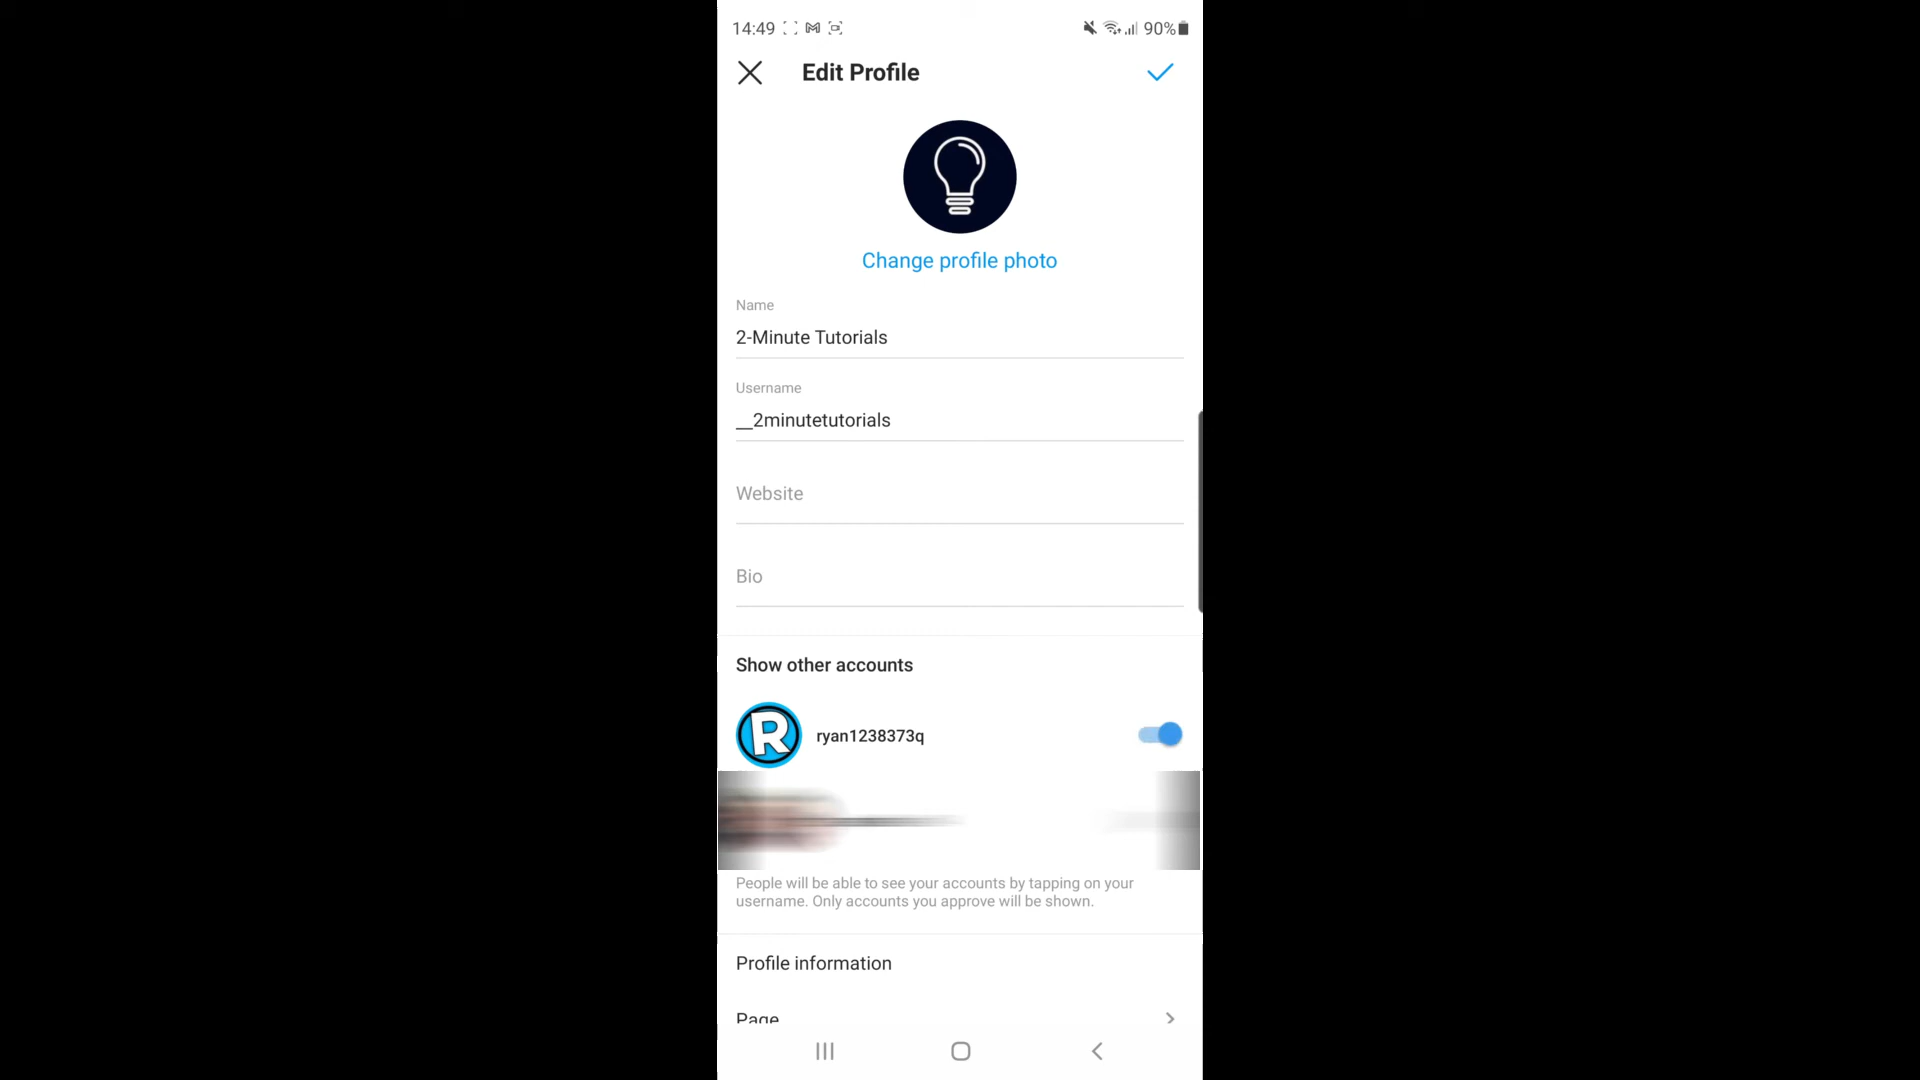 14:49 90%
Edit Profile
Change profile photo
Name
2-Minute Tutorials
Username
__2minutetutorials
Website
Bio
Show other accounts
R ryan1238373q
People will be able to see your accounts by tapping on your
username. Only accounts you approve will be shown.
Profile information
Page